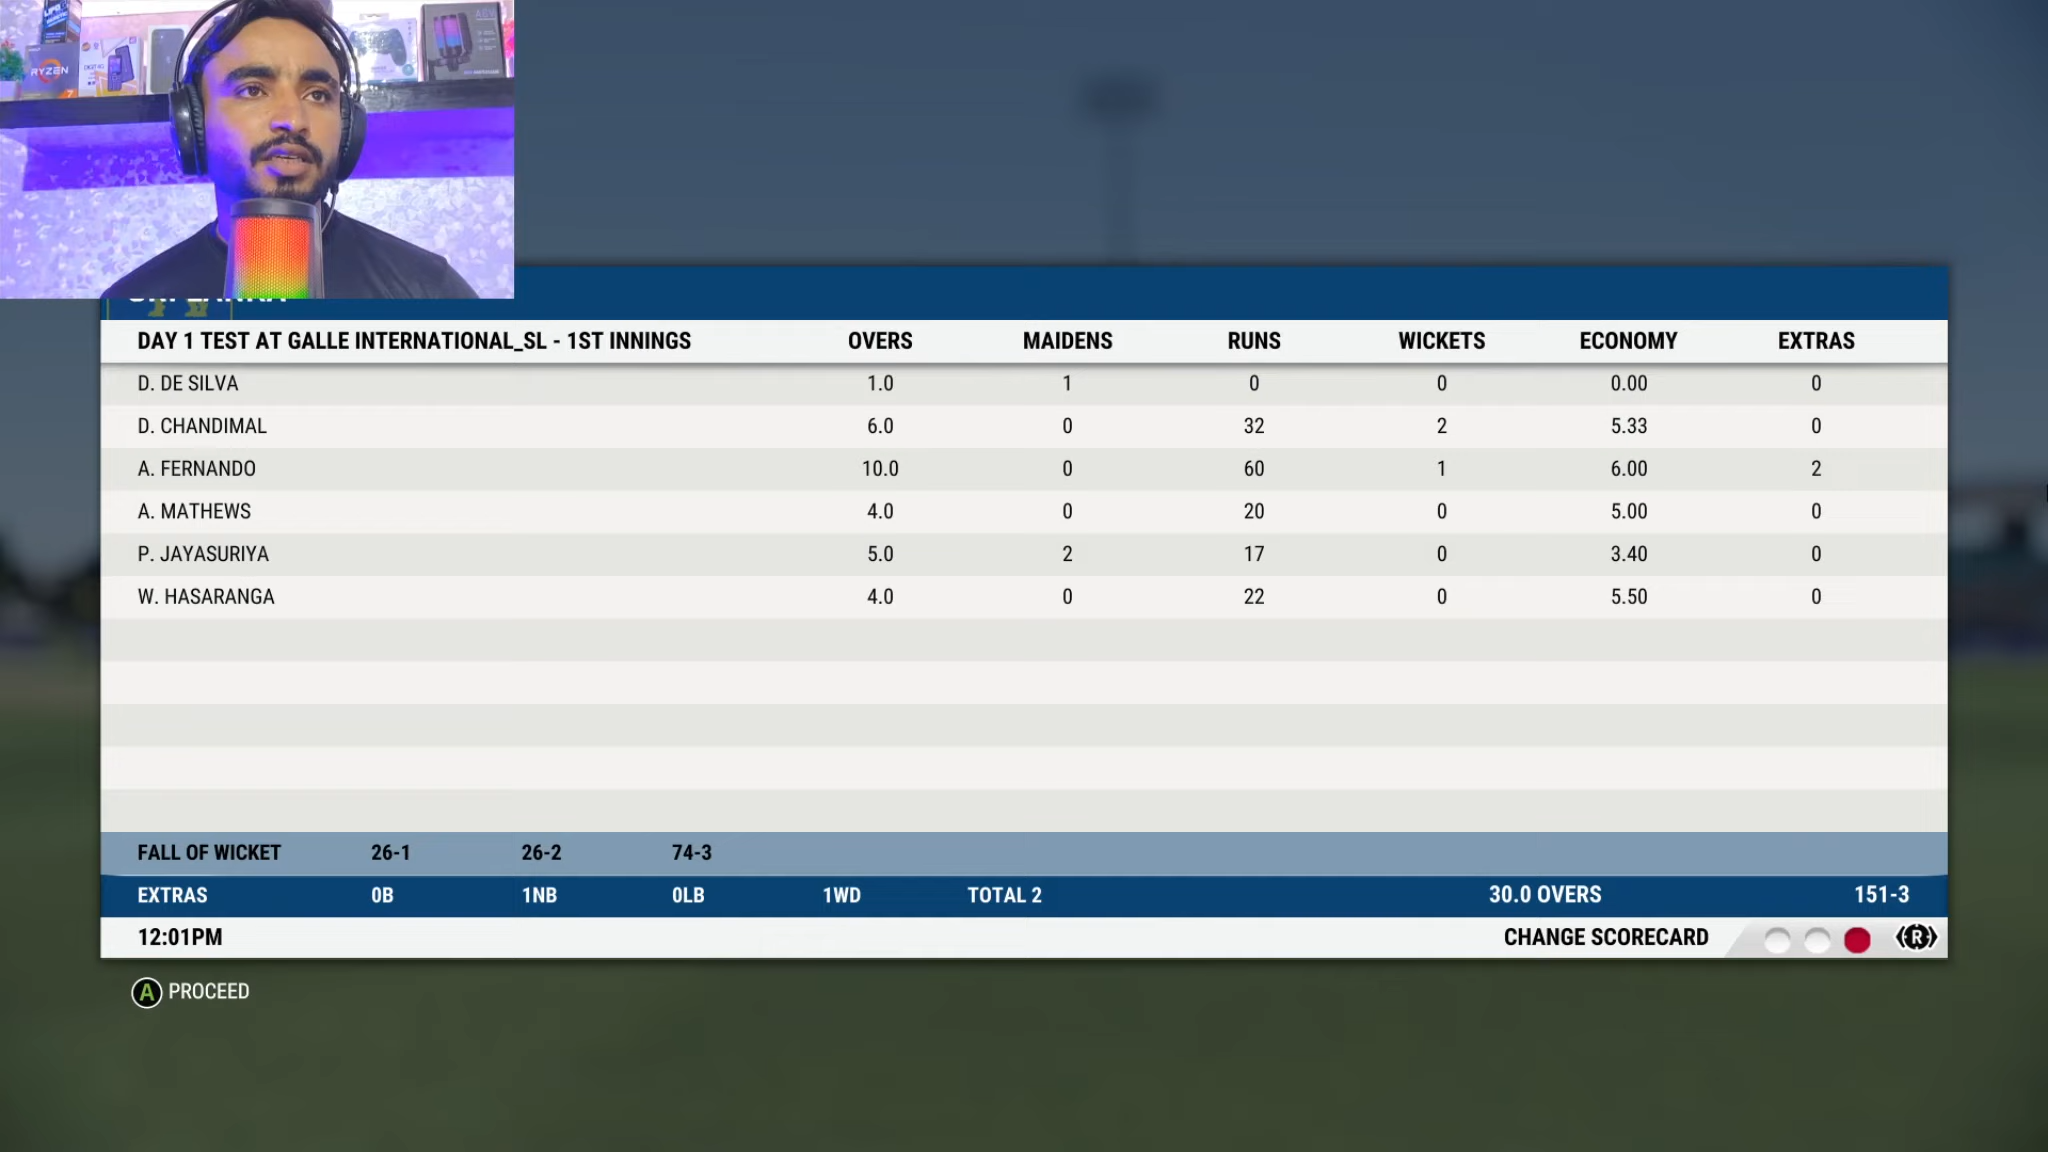 RYZEN
DAY 1 TEST AT GALLE INTERNATIONAL_SL - 1ST INNINGS OVERS MAIDENS RUNS WICKETS ECONOMY EXTRAS
D. DE SILVA 1.0 1 0 0 0.00 0
D. CHANDIMAL 6.0 0 32 2 5.33 0
A. FERNANDO 10.0 0 60 1 6.00 2
A. MATHEWS 4.0 0 20 0 5.00 0
P. JAYASURIYA 5.0 2 17 0 3.40 0
W. HASARANGA 4.0 0 22 0 5.50 0
FALL OF WICKET 26-1 26-2 74-3
EXTRAS 0B 1NB 0LB 1WD TOTAL 2 30.0 OVERS 151-3
12:01PM CHANGE SCORECARD R
A PROCEED